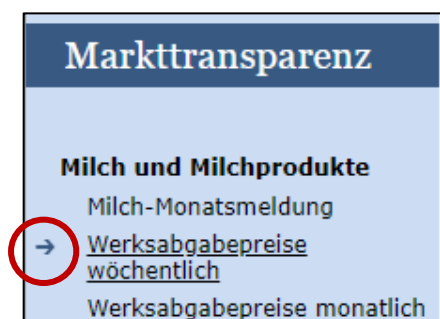 Markttransparenz
Milch und Milchprodukte
Milch-Monatsmeldung
Werksabgabepreise
wöchentlich
Werksabgabepreise monatlich